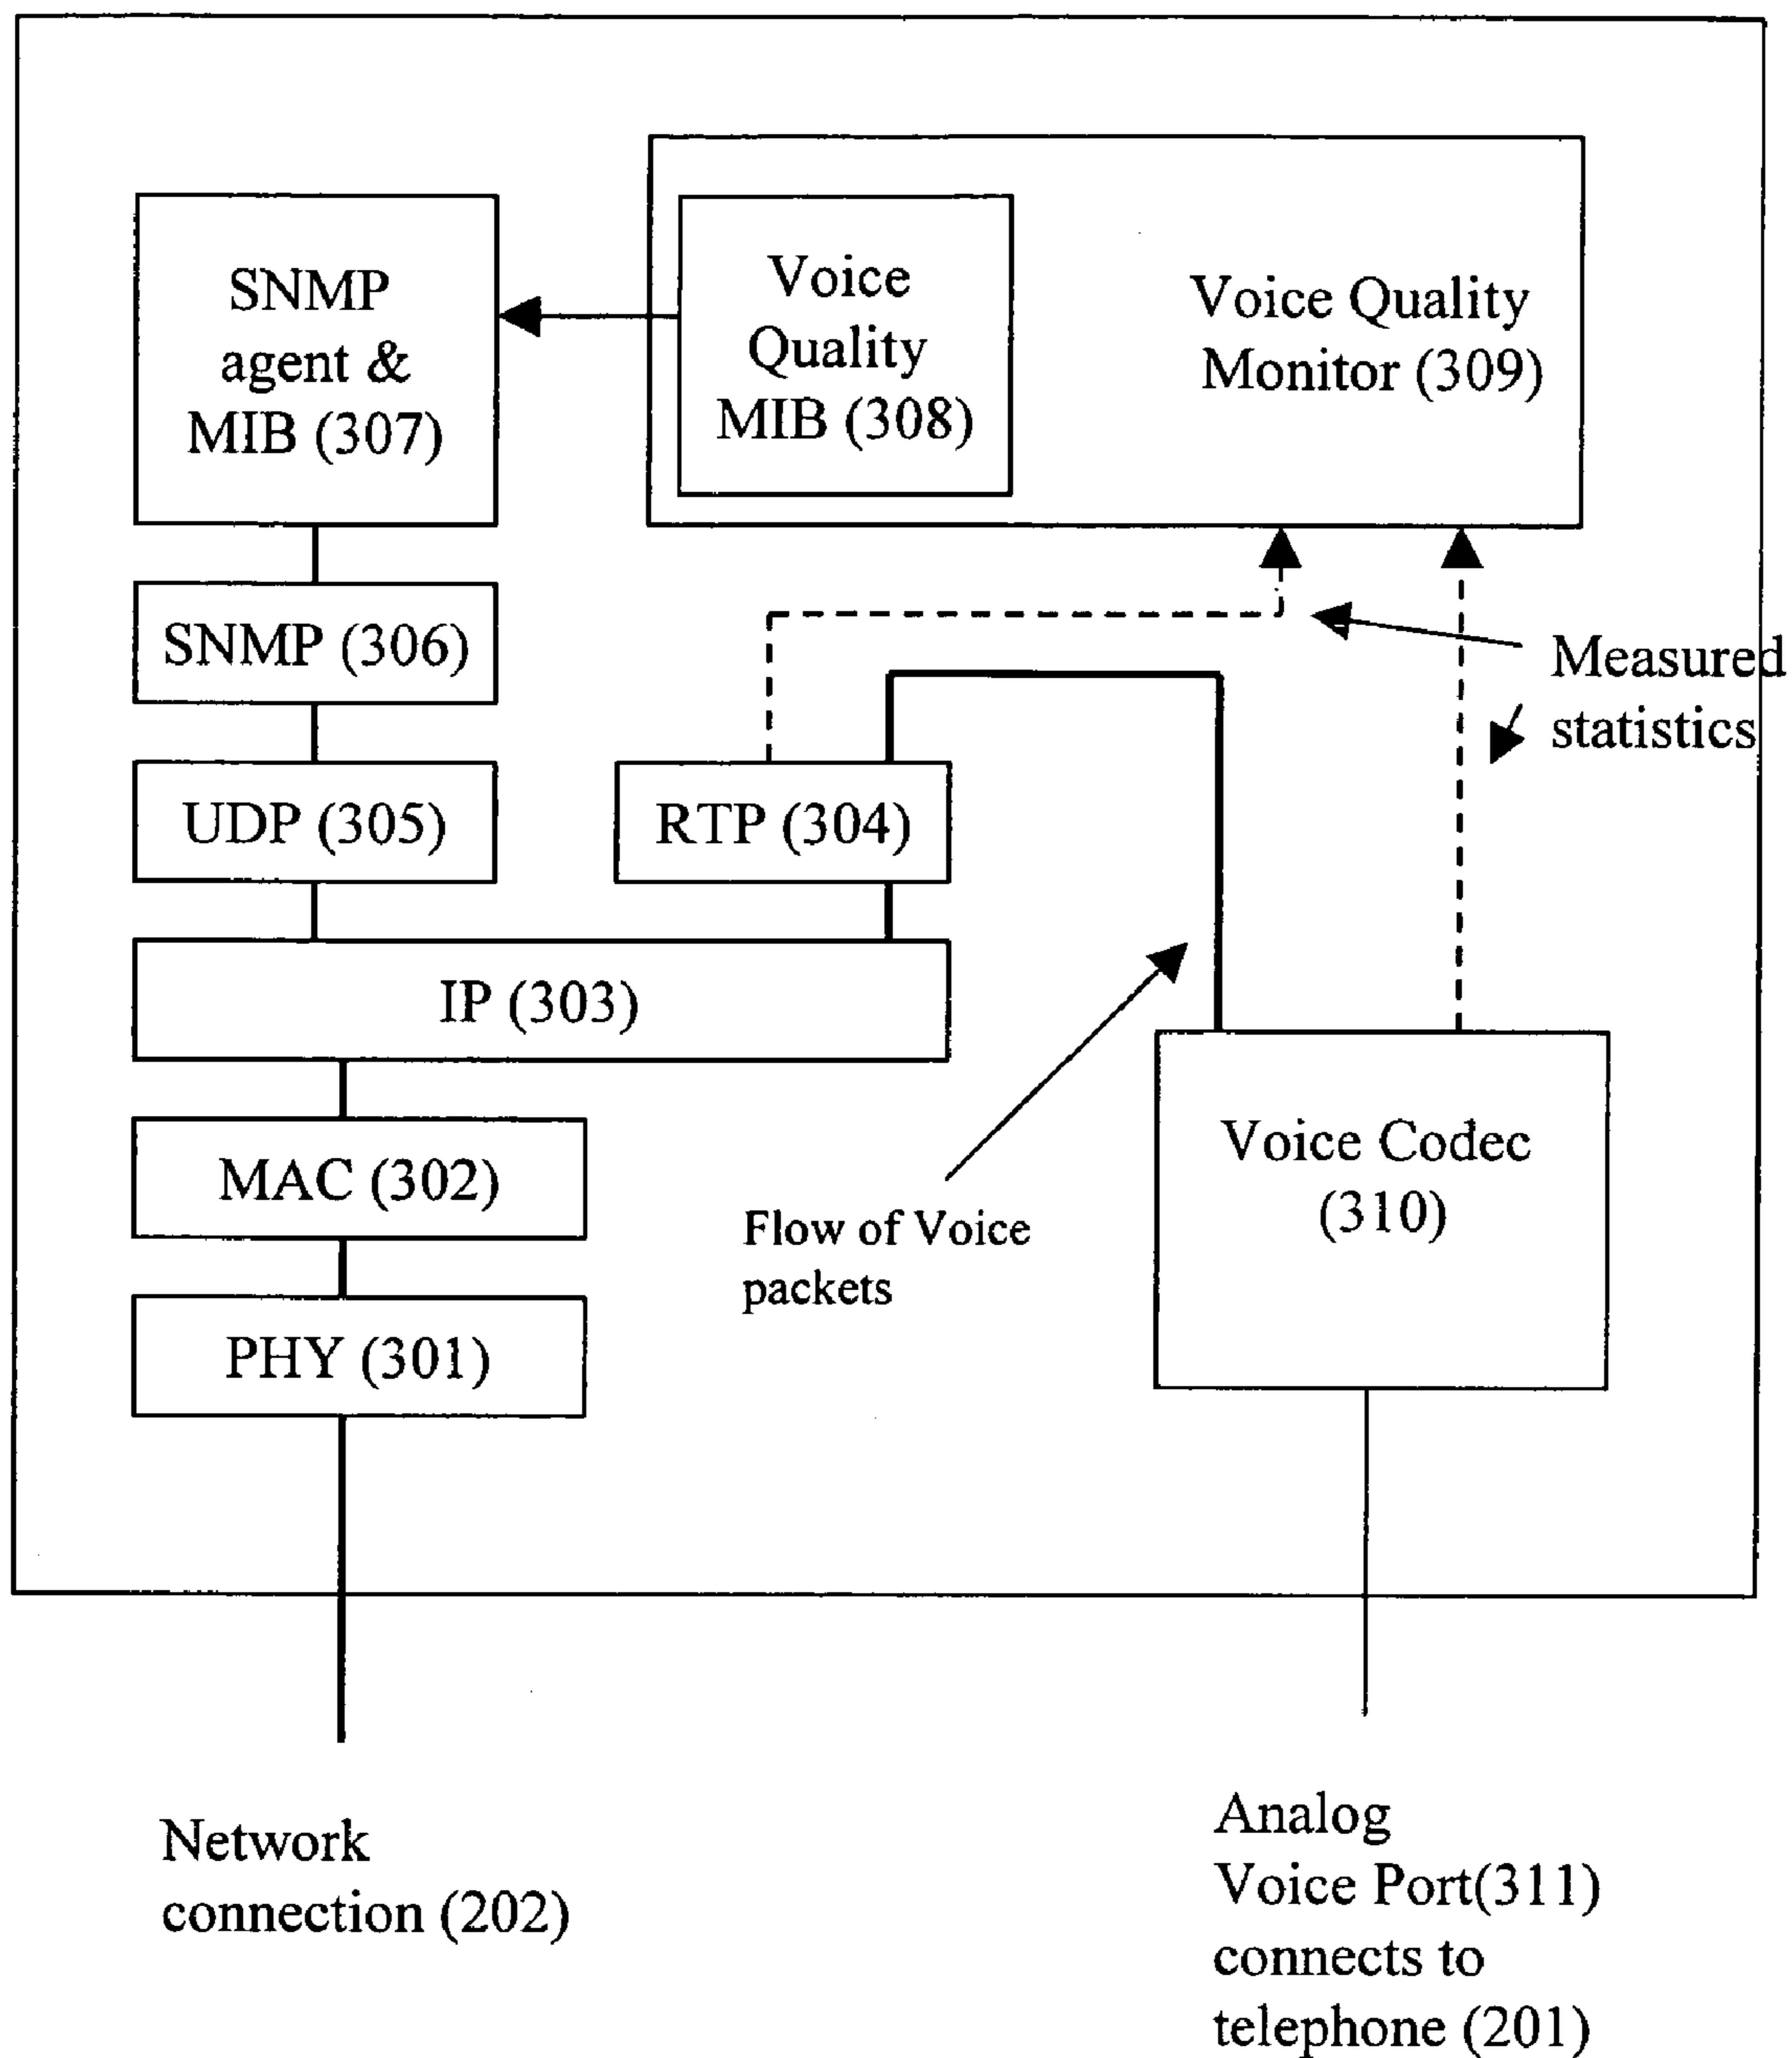 SNMP
agent &
MIB (307)
Voice
Quality
MIB (308)
Voice Quality
Monitor (309)
SNMP (306)
Measured
statistics
UDP (305)
RTP (304)
IP (303)
MAC (302)
Voice Codec
(310)
Flow of Voice
packets
PHY (301)
Network
connection (202)
Analog
Voice Port(311)
connects to
telephone (201)